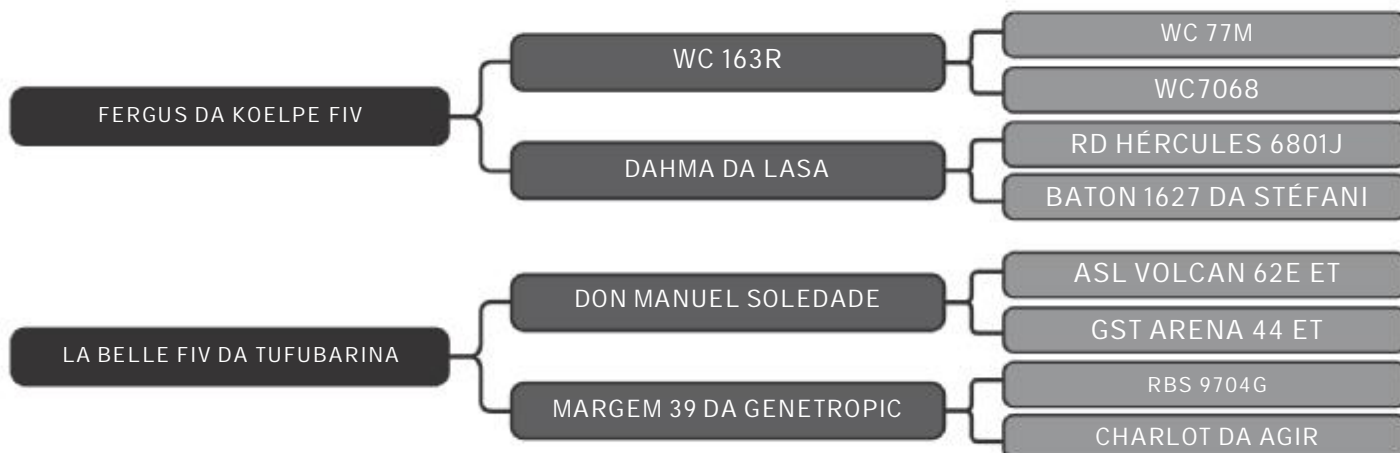 FERGUS DA KOELPE FIV
WC 163R
WC 77M
WC7068
DAHMA DA LASA
RD HÉRCULES 6801J
BATON 1627 DA STÉFANI
LA BELLE FIV DA TUFUBARINA
DON MANUEL SOLEDADE
ASL VOLCAN 62E ET
GST ARENA 44 ET
MARGEM 39 DA GENETROPIC
RBS 9704G
CHARLOT DA AGIR